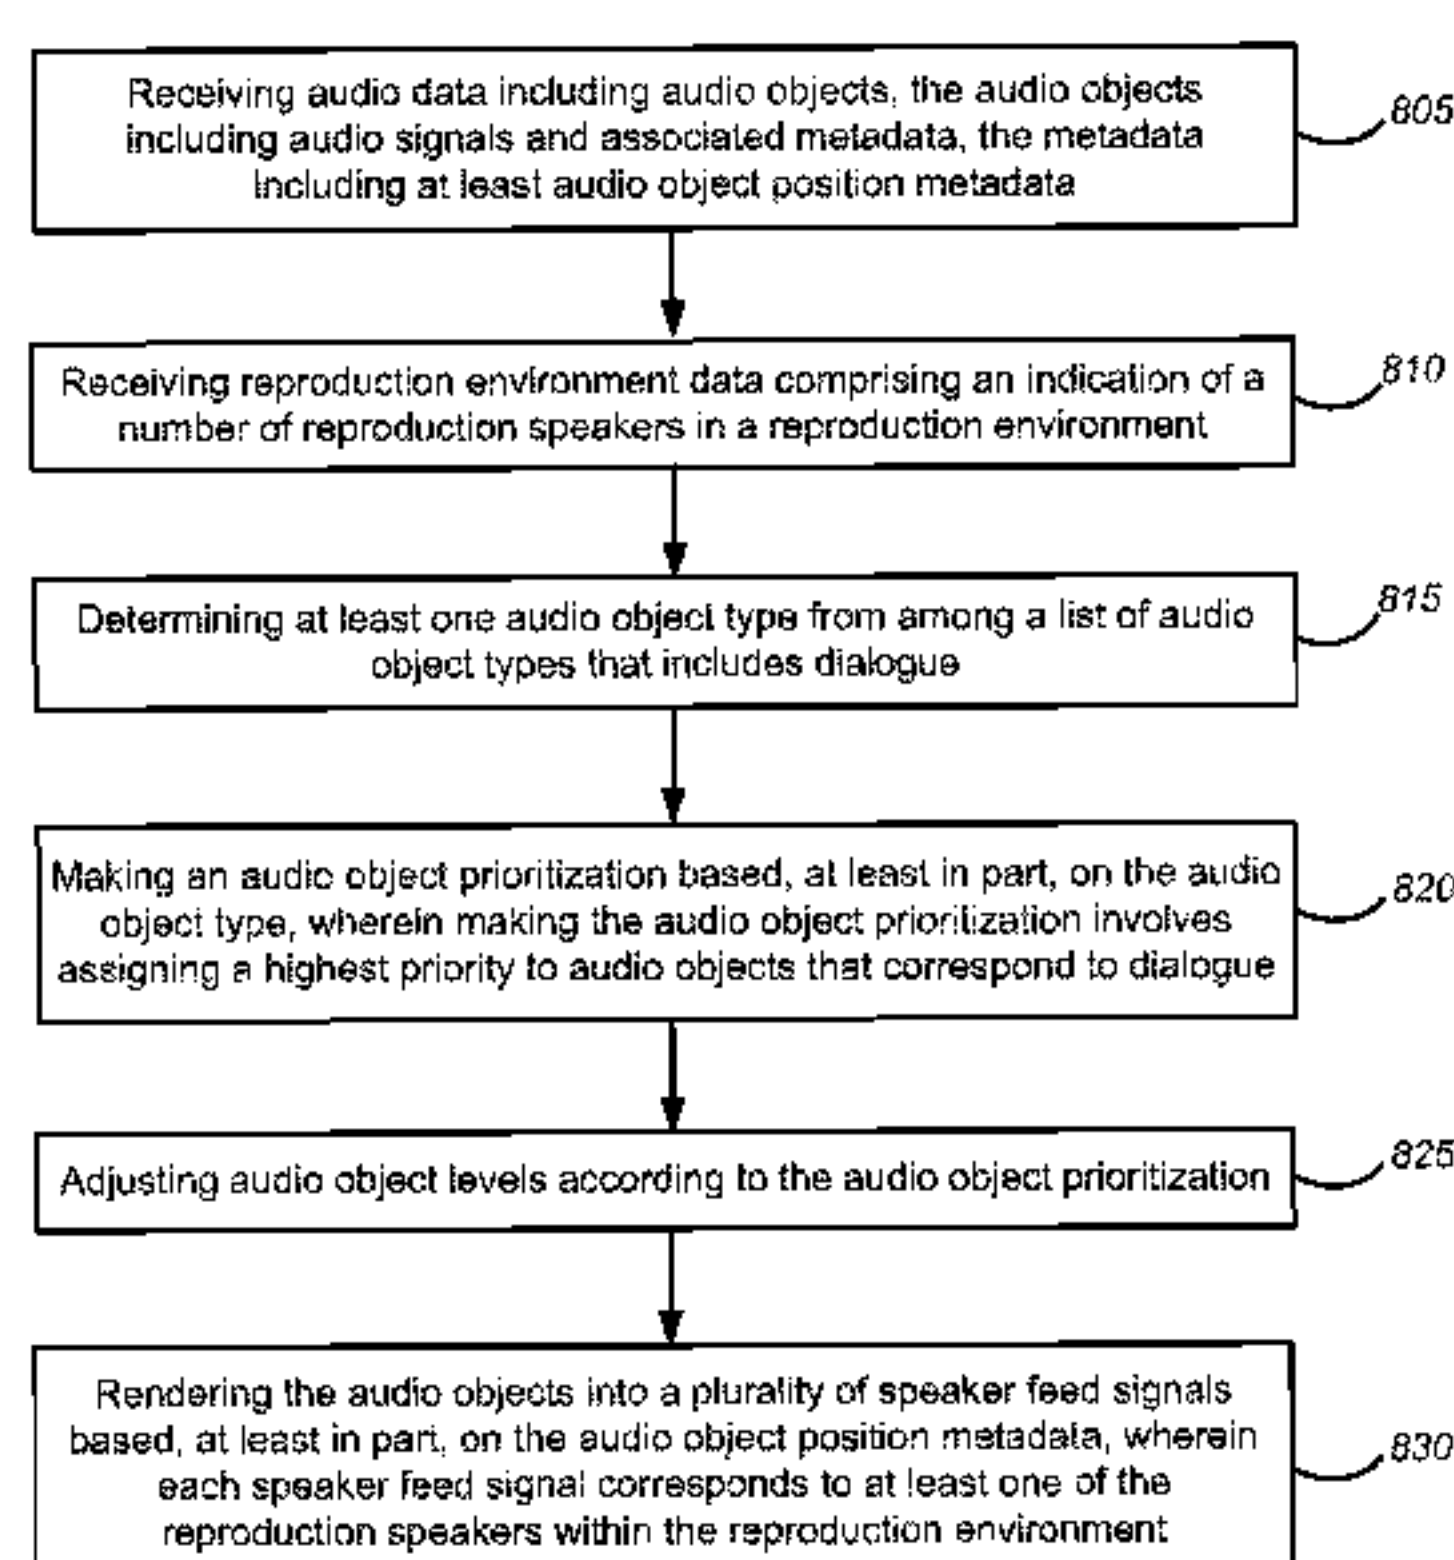 Receiving audio data including audio objects, the audio objects
including audio signals and associated metadata, the metadata
including at least audio object position metadata
805
Receiving reproduction environment data comprising an indication of a
number of reproduction speakers in a reproduction environment
810
Determining at least one audio object type from among a list of audio
object types that includes dialogue
815
Making an audio object prioritization based, at least in part, on the audio
object type, wherein making the audio object prioritization involves
assigning a highest priority to audio objects that correspond to dialogue
820
Adjusting audio object levels according to the audio object prioritization
825
Rendering the audio objects into a plurality of speaker feed signals
based, at least in part, on the audio object position metadata, wherein
each speaker feed signal corresponds to at least one of the
reproduction speakers within the reproduction environment
830